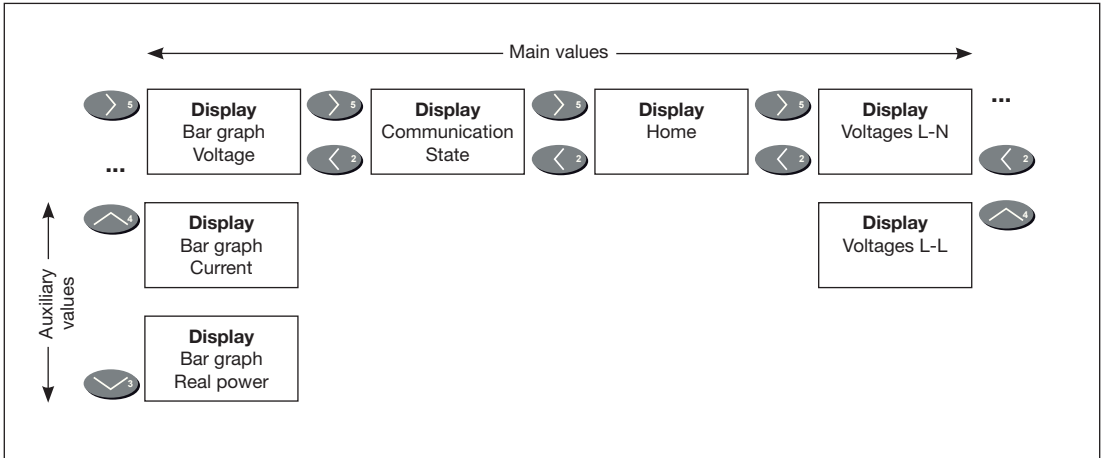 Main values
5
Display
Bar graph
Voltage
5
2
Display
Communication
State
5
2
Display
Home
5
2
Display
Voltages L-N
...
2
...
Auxiliary
values
4
Display
Bar graph
Current
Display
Voltages L-L
4
3
Display
Bar graph
Real power